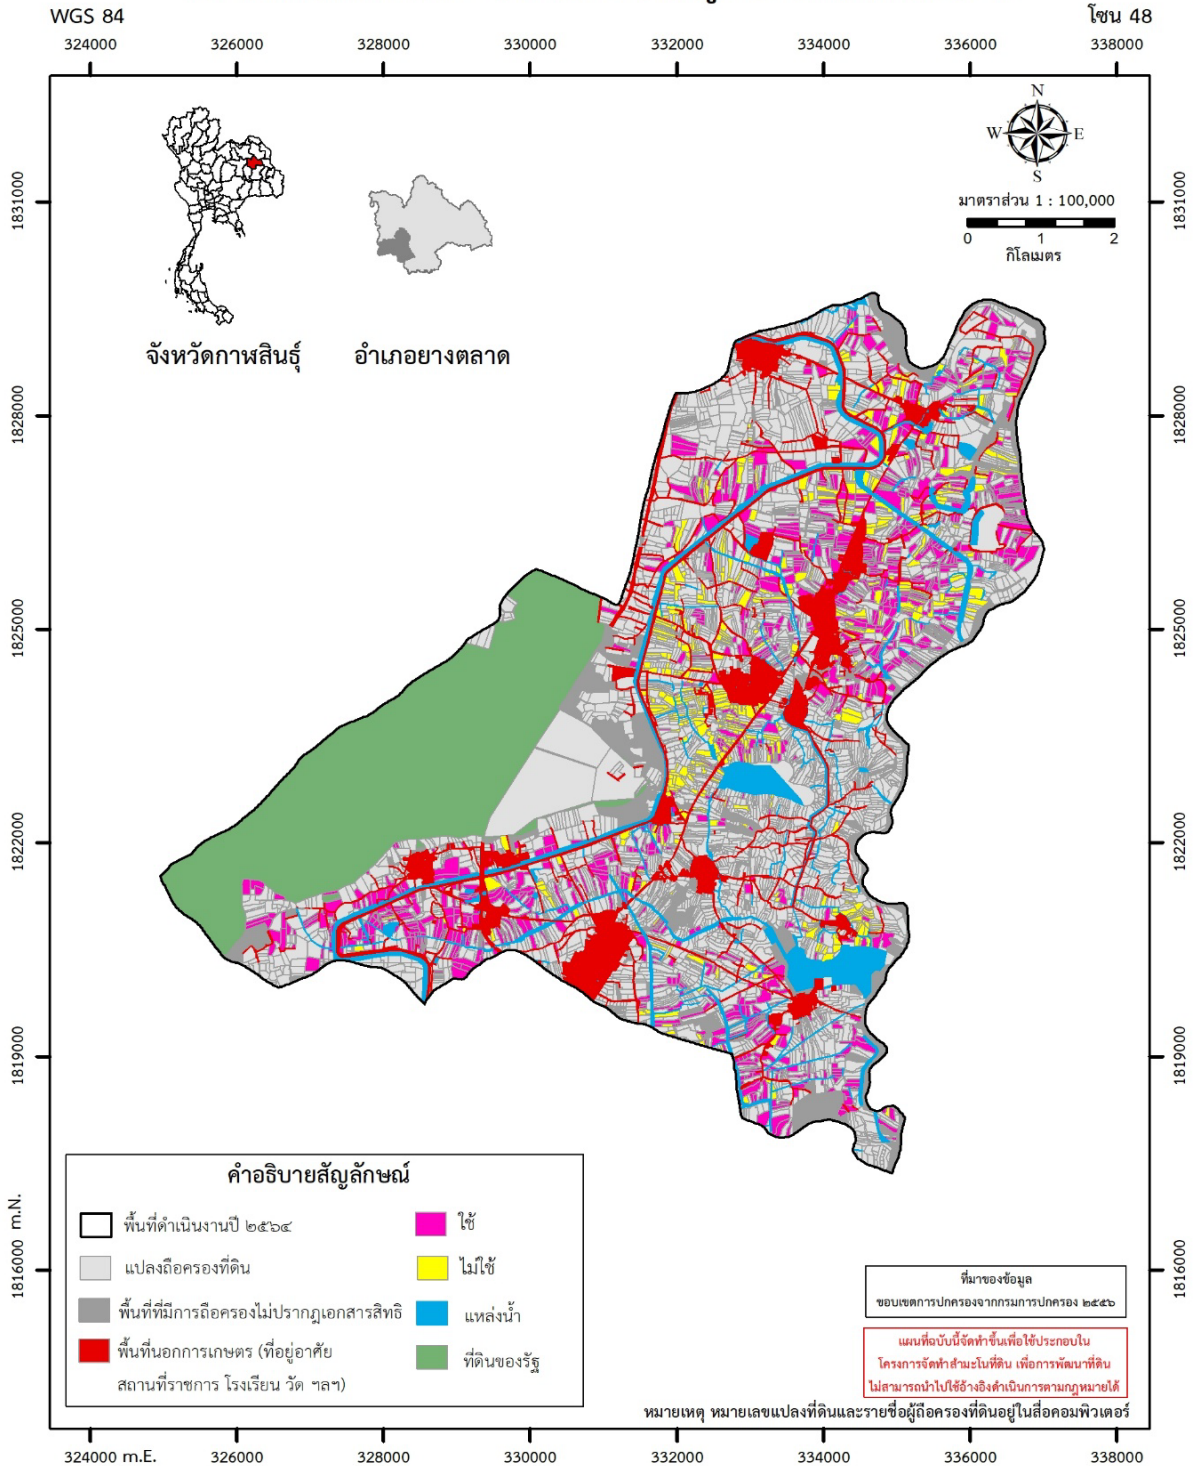 WGS 84
โซน 48
324000 326000 328000 330000 332000 334000 336000 338000
N
W E
S
มาตราส่วน 1 : 100,000
0 1 2
กิโลเมตร
จังหวัดกาฬสินธุ์
อำเภอยางตลาด
1831000
1831000
1828000
1828000
1825000
1825000
1822000
1822000
1819000
1819000
1816000 m.N.
1816000
คำอธิบายสัญลักษณ์
พื้นที่ดำเนินงานปี ๒๕๖๔
แปลงถือครองที่ดิน
พื้นที่ที่มีการถือครองไม่ปรากฏเอกสารสิทธิ
พื้นที่นอกการเกษตร (ที่อยู่อาศัย
สถานที่ราชการ โรงเรียน วัด ฯลฯ)
ใช้
ไม่ใช้
แหล่งน้ำ
ที่ดินของรัฐ
ที่มาของข้อมูล
ขอบเขตการปกครองจากกรมการปกครอง ๒๕๕๖
แผนที่ฉบับนี้จัดทำขึ้นเพื่อใช้ประกอบใน
โครงการจัดทำสำมะโนที่ดิน เพื่อการพัฒนาที่ดิน
ไม่สามารถนำไปใช้อ้างอิงดำเนินการตามกฎหมายได้
หมายเหตุ หมายเลขแปลงที่ดินและรายชื่อผู้ถือครองที่ดินอยู่ในสื่อคอมพิวเตอร์
324000 m.E. 326000 328000 330000 332000 334000 336000 338000